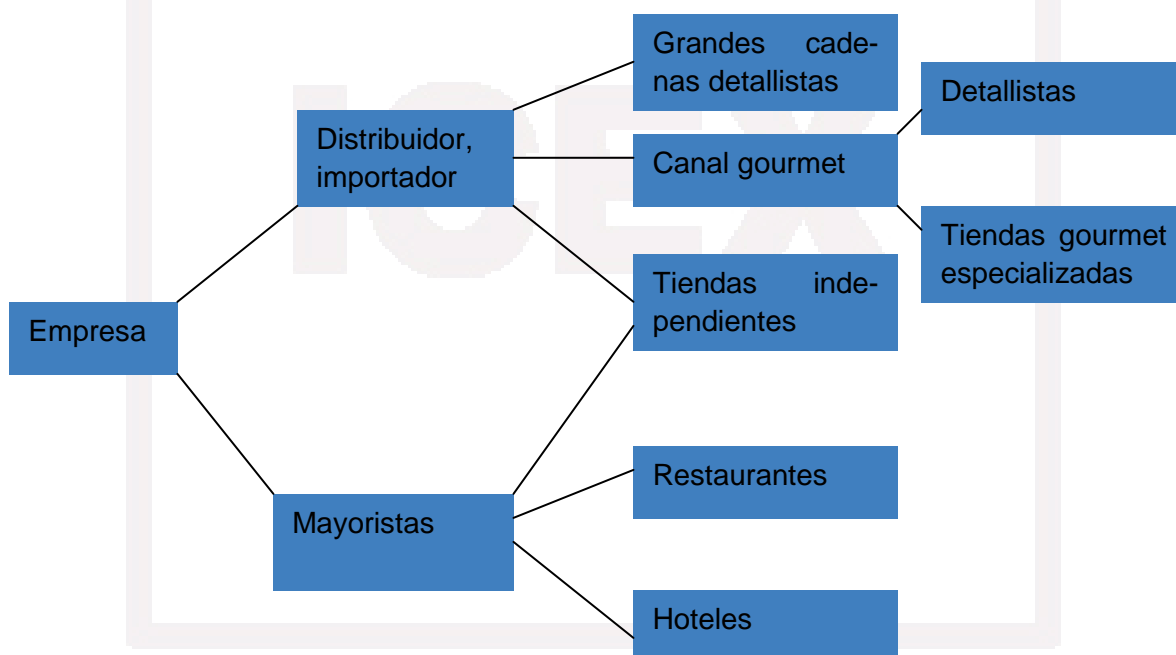 Grandes cade-
nas detallistas
Detallistas
Distribuidor,
importador
Canal gourmet
Tiendas gourmet
especializadas
Tiendas inde-
pendientes
Empresa
Restaurantes
Mayoristas
Hoteles
ICEX